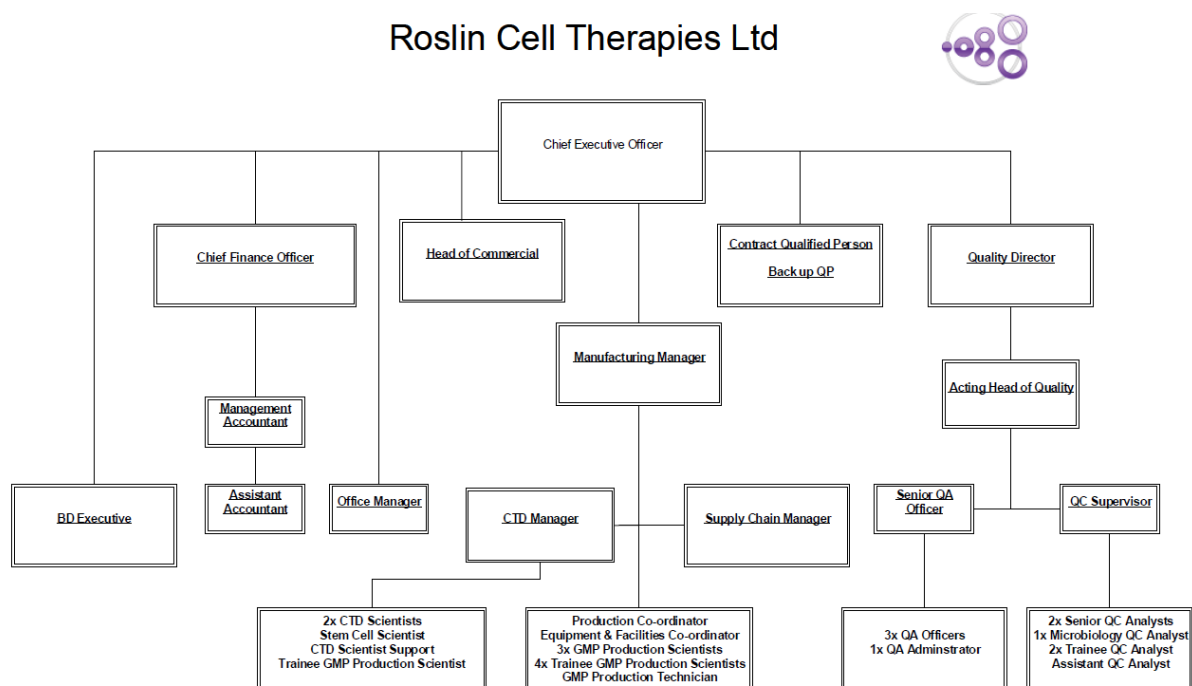 Roslin Cell Therapies Ltd
Chief Executive Officer
Chief Finance Officer
Head of Commercial
Contract Qualified Person
Back up QP
Quality Director
Manufacturing Manager
Acting Head of Quality
Management
Accountant
BD Executive
Assistant
Accountant
Office Manager
CTD Manager
Supply Chain Manager
Senior QA
Officer
QC Supervisor
2x CTD Scientists
Stem Cell Scientist
CTD Scientist Support
Trainee GMP Production Scientist
Production Co-ordinator
Equipment & Facilities Co-ordinator
3x GMP Production Scientists
4x Trainee GMP Production Scientists
GMP Production Technician
3x QA Officers
1x QA Adminstrator
2x Senior QC Analysts
1x Microbiology QC Analyst
2x Trainee QC Analyst
Assistant QC Analyst